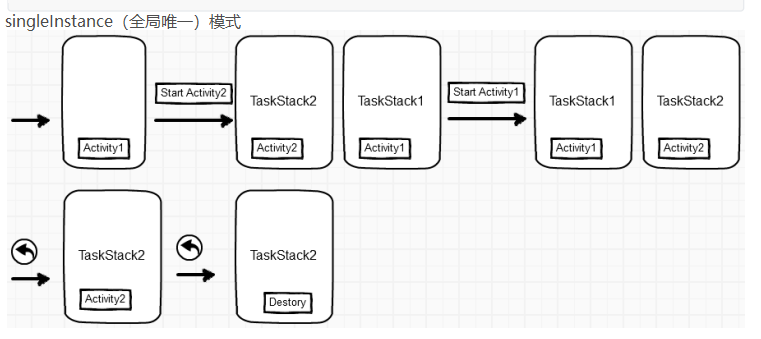 singleInstance（全局唯一）模式
Start Activity2
Start Activity1
TaskStack2
TaskStack1
TaskStack1
TaskStack2
Activity1
Activity2
Activity1
Activity1
Activity2
TaskStack2
TaskStack2
Activity2
Destory